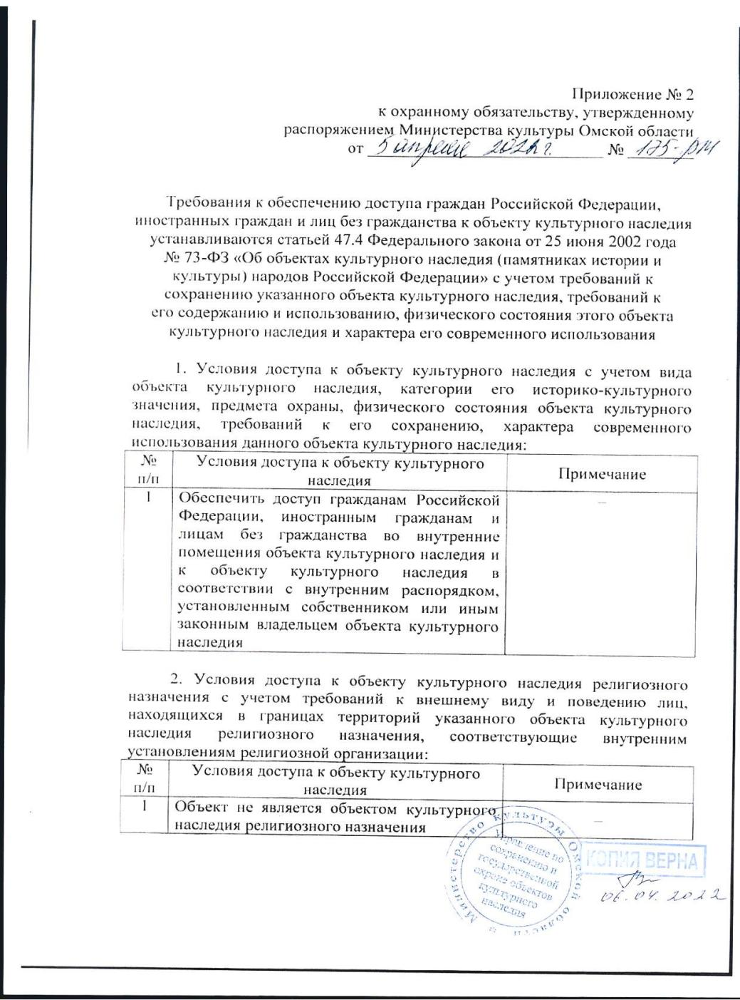 Приложение № 2
к охранному обязательству, утвержденному
распоряжением Министерства культуры Омской области
от 5 апреля 2022 г. № 175-рм
Требования к обеспечению доступа граждан Российской Федерации,
иностранных граждан и лиц без гражданства к объекту культурного наследия
устанавливаются статьей 47.4 Федерального закона от 25 июня 2002 года
№ 73-ФЗ «Об объектах культурного наследия (памятниках истории и
культуры) народов Российской Федерации» с учетом требований к
сохранению указанного объекта культурного наследия, требований к
его содержанию и использованию, физического состояния этого объекта
культурного наследия и характера его современного использования
1. Условия доступа к объекту культурного наследия с учетом вида
объекта культурного наследия, категории его историко-культурного
значения, предмета охраны, физического состояния объекта культурного
наследия, требований к его сохранению, характера современного
использования данного объекта культурного наследия:
№ п/п
Условия доступа к объекту культурного
наследия
Примечание
1
Обеспечить доступ гражданам Российской
Федерации, иностранным гражданам и
лицам без гражданства во внутренние
помещения объекта культурного наследия и
к объекту культурного наследия в
соответствии с внутренним распорядком,
установленным собственником или иным
законным владельцем объекта культурного
наследия
–
2. Условия доступа к объекту культурного наследия религиозного
назначения с учетом требований к внешнему виду и поведению лиц,
находящихся в границах территорий указанного объекта культурного
наследия религиозного назначения, соответствующие внутренним
установлениям религиозной организации:
№ п/п
Условия доступа к объекту культурного
наследия
Примечание
1
Объект не является объектом культурного
наследия религиозного назначения
–
Министерство культуры Омской области
Управление по
сохранению и
государственной
охране объектов
культурного
наследия
КОПИЯ ВЕРНА
06.04.2022